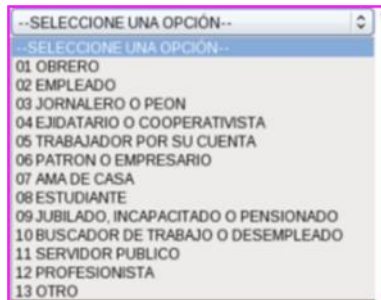 --SELECCIONE UNA OPCIÓN--
--SELECCIONE UNA OPCIÓN--
01 OBRERO
02 EMPLEADO
03 JORNALERO O PEON
04 EJIDATARIO O COOPERATIVISTA
05 TRABAJADOR POR SU CUENTA
06 PATRON O EMPRESARIO
07 AMA DE CASA
08 ESTUDIANTE
09 JUBILADO, INCAPACITADO O PENSIONADO
10 BUSCADOR DE TRABAJO O DESEMPLEADO
11 SERVIDOR PUBLICO
12 PROFESIONISTA
13 OTRO